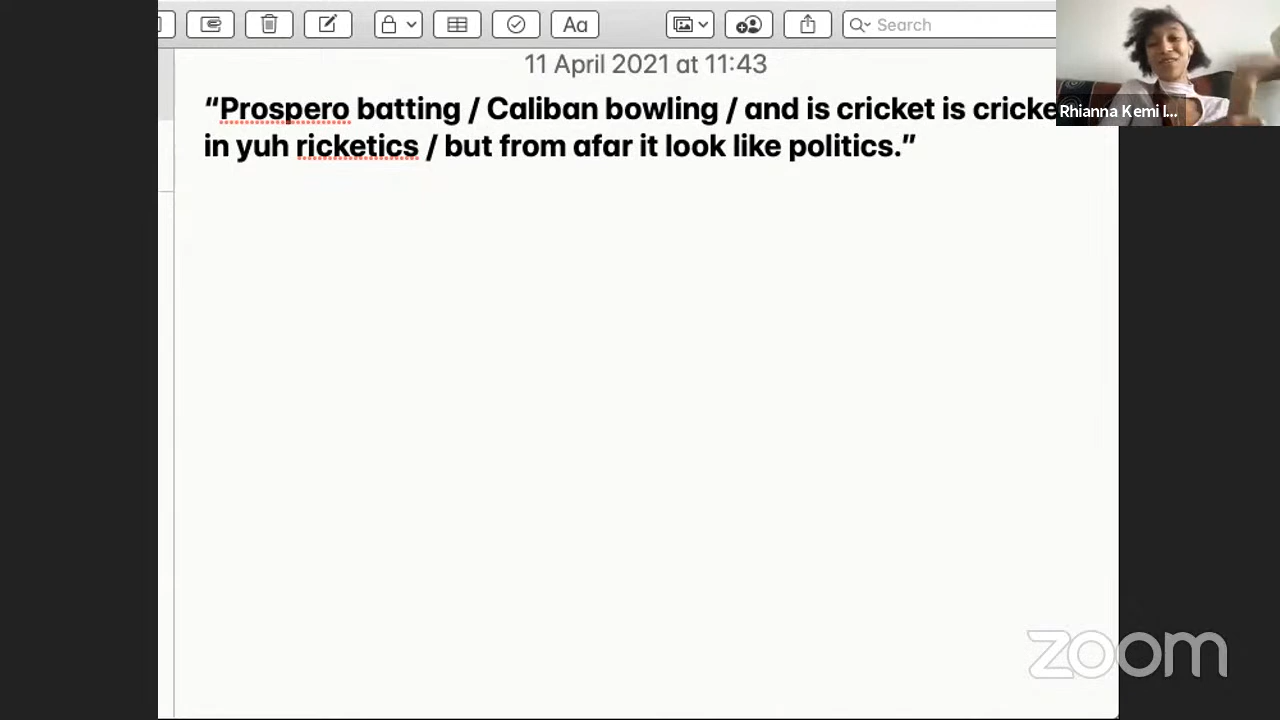 Aa
Search
11 April 2021 at 11:43
“Prospero batting / Caliban bowling / and is cricket is
in yuh ricketics / but from afar it look like politics.”
Rhianna Kemi I...
zoom